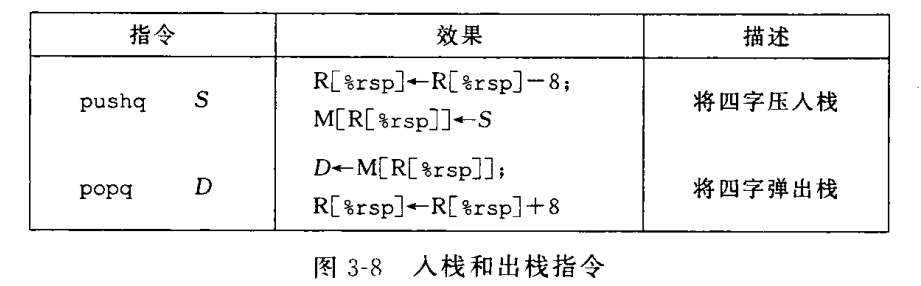 指令 效果 描述
pushq S R[%rsp]←R[%rsp]-8; 将四字压入栈
M[R[%rsp]]←S
popq D D←M[R[%rsp]]; 将四字弹出栈
R[%rsp]←R[%rsp]+8
图 3-8 入栈和出栈指令